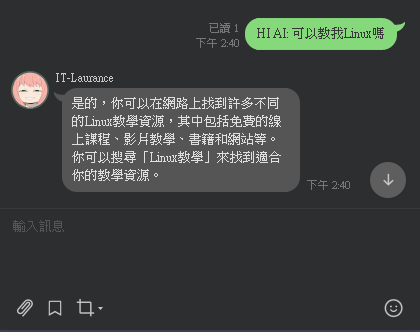 已讀 1
下午 2:40
HI AI: 可以教我Linux嗎
IT-Laurance
是的，你可以在網路上找到許多不同
的Linux教學資源，其中包括免費的線
上課程、影片教學、書籍和網站等。
你可以搜尋「Linux教學」來找到適合
你的教學資源。
下午 2:40
輸入訊息